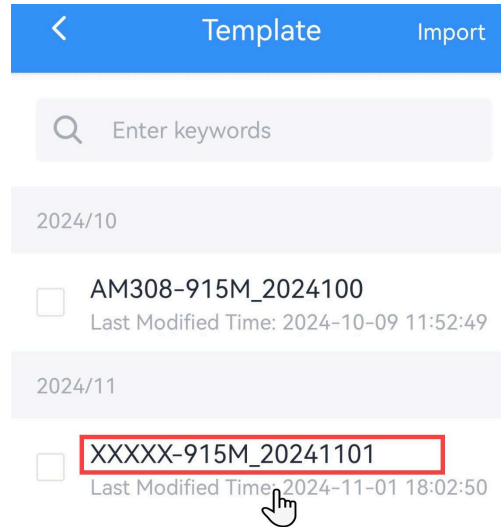 Template Import
Enter keywords
2024/10
AM308-915M_2024100
Last Modified Time: 2024-10-09 11:52:49
2024/11
XXXXX-915M_20241101
Last Modified Time: 2024-11-01 18:02:50